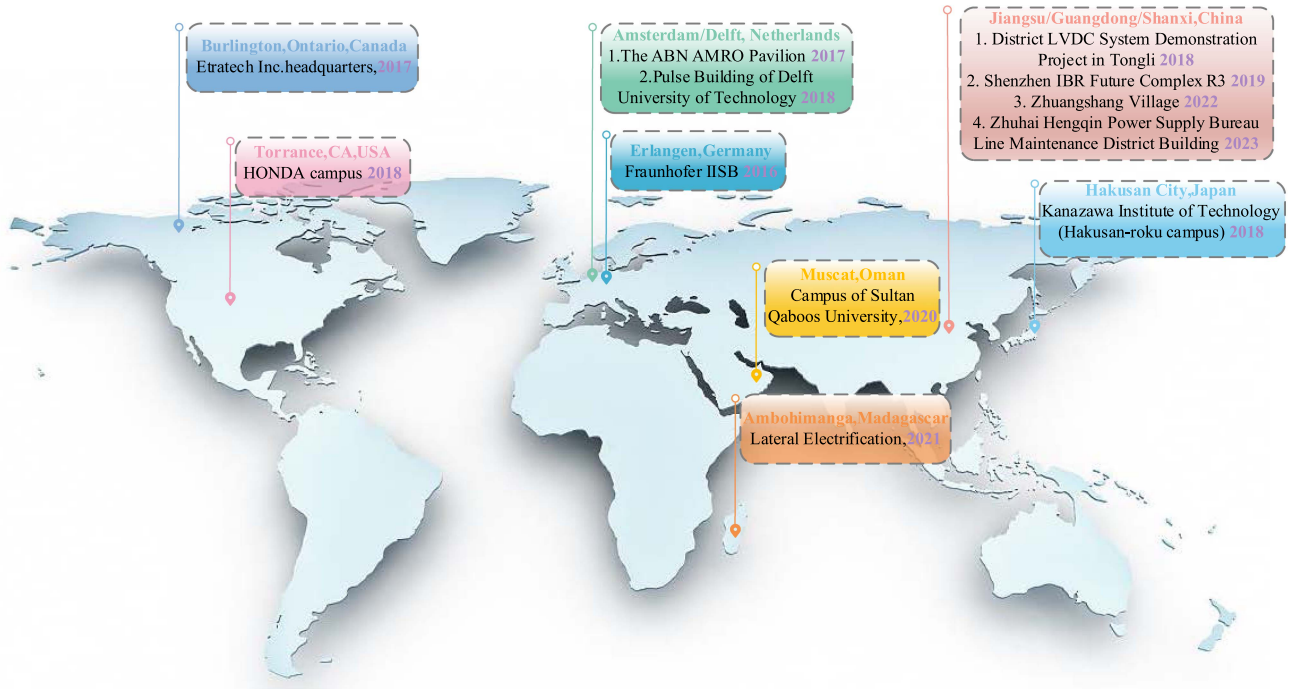 Burlington,Ontario,Canada
Etratech Inc.headquarters,2017
Amsterdam/Delft, Netherlands
1.The ABN AMRO Pavilion 2017
2.Pulse Building of Delft
University of Technology 2018
Jiangsu/Guangdong/Shanxi,China
1. District LVDC System Demonstration
Project in Tongli 2018
2. Shenzhen IBR Future Complex R3 2019
3. Zhuangshang Village 2022
4. Zhuhai Hengqin Power Supply Bureau
Line Maintenance District Building 2023
Torrance,CA,USA
HONDA campus 2018
Erlangen,Germany
Fraunhofer IISB 2016
Hakusan City,Japan
Kanazawa Institute of Technology
(Hakusan-roku campus) 2018
Muscat,Oman
Campus of Sultan
Qaboos University,2020
Ambohimanga,Madagascar
Lateral Electrification,2021